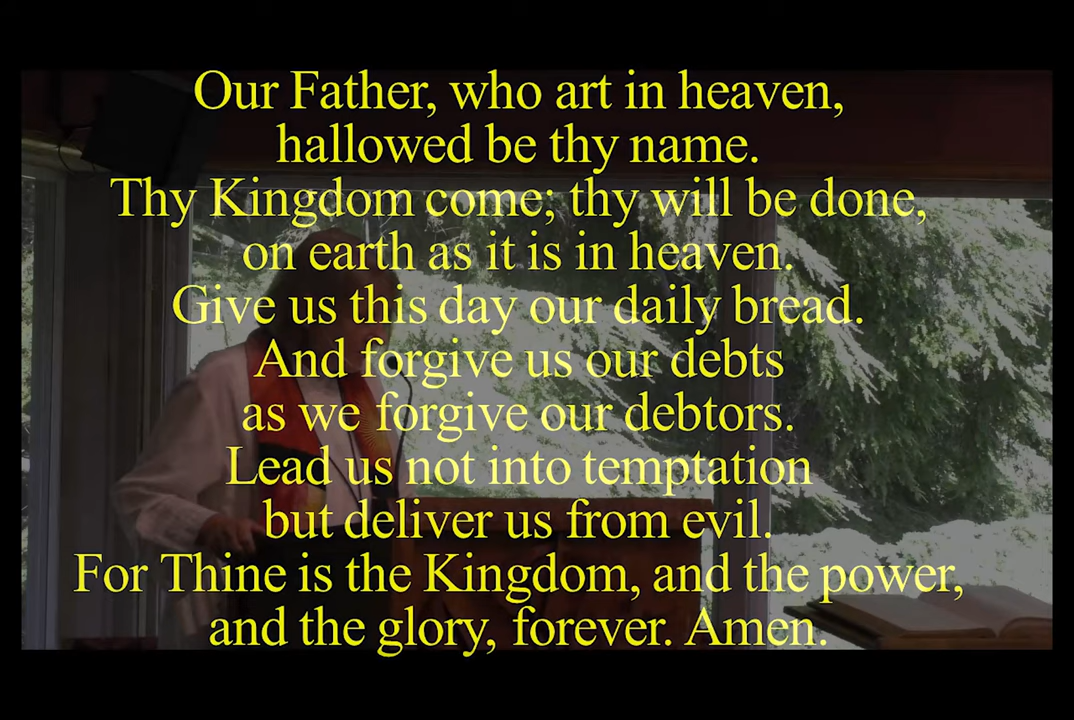 Our Father, who art in heaven,
hallowed be thy name.
Thy Kingdom come; thy will be done,
on earth as it is in heaven.
Give us this day our daily bread.
And forgive us our debts
as we forgive our debtors.
Lead us not into temptation
but deliver us from evil.
For Thine is the Kingdom, and the power,
and the glory, forever. Amen.